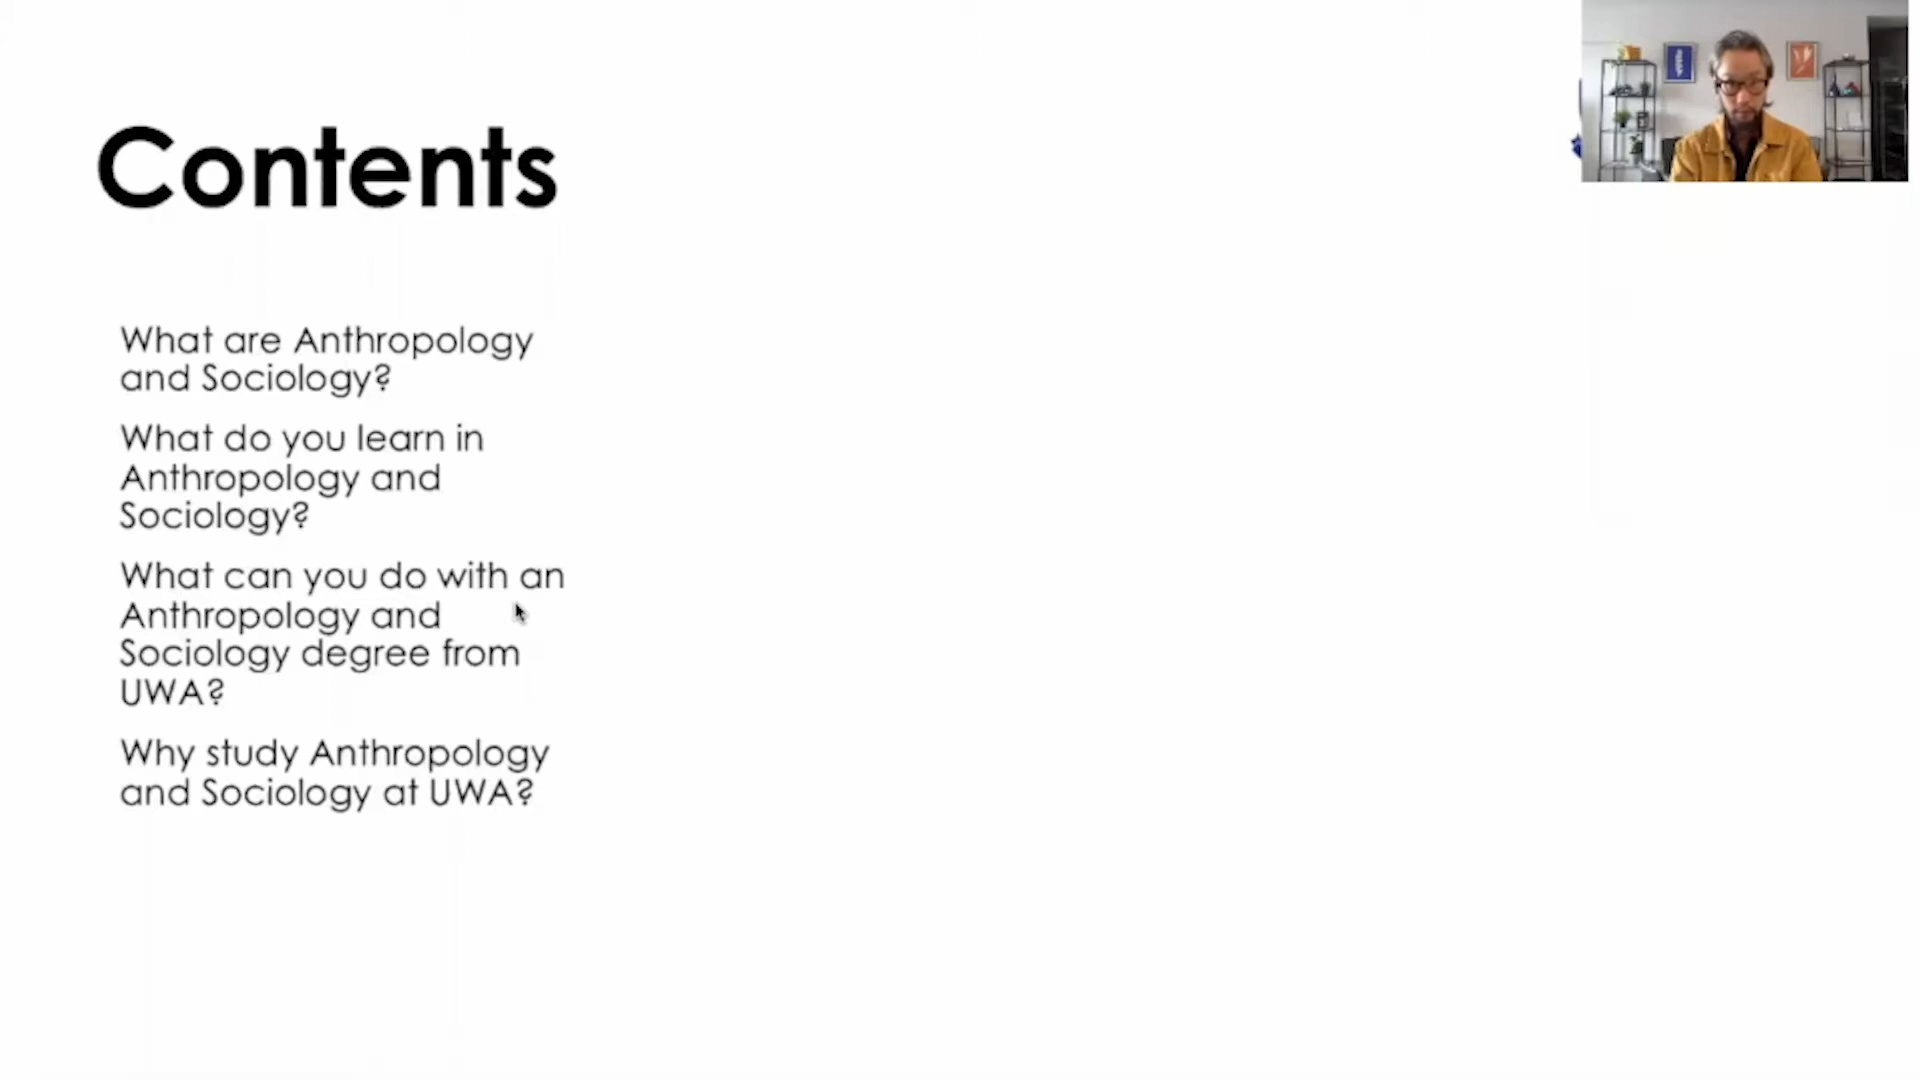 Contents
What are Anthropology
and Sociology?
What do you learn in
Anthropology and
Sociology?
What can you do with an
Anthropology and
Sociology degree from
UWA?
Why study Anthropology
and Sociology at UWA?